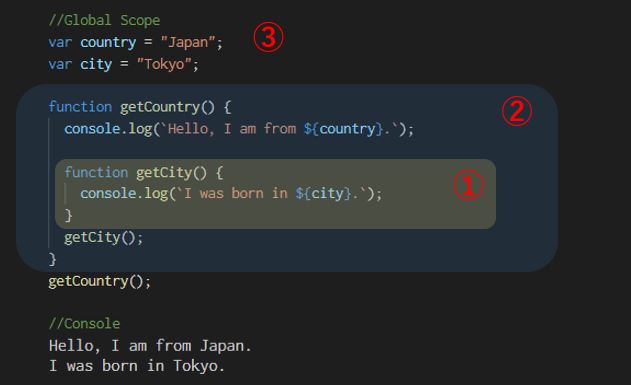 //Global Scope
var country = "Japan"; ③
var city = "Tokyo";
function getCountry() { ②
console.log(`Hello, I am from ${country}.`);
function getCity() { ①
console.log(`I was born in ${city}.`);
}
getCity();
}
getCountry();
//Console
Hello, I am from Japan.
I was born in Tokyo.